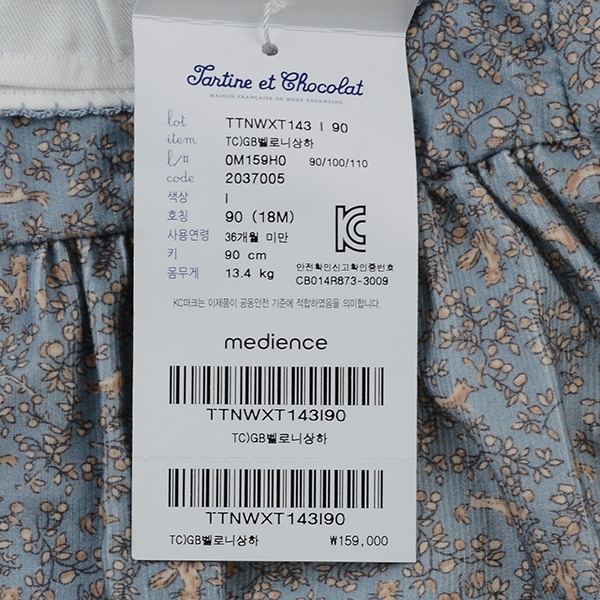 Tartine et Chocolat
MAISON FRANÇAISE DE MODE ENFANTINE
lot TTNWXT143 I 90
item TC)GB벨로니상하
l/# 0M159H0 90/100/110
code 2037005
색상 I
호칭 90 (18M)
사용연령 36개월 미만
키 90 cm
몸무게 13.4 kg
안전확인신고확인증번호
CB014R873-3009
KC마크는 이제품이 공동안전 기준에 적합하였음을 의미합니다.
medience
TTNWXT143I90
TC)GB벨로니상하
TTNWXT143I90
TC)GB벨로니상하 ₩159,000